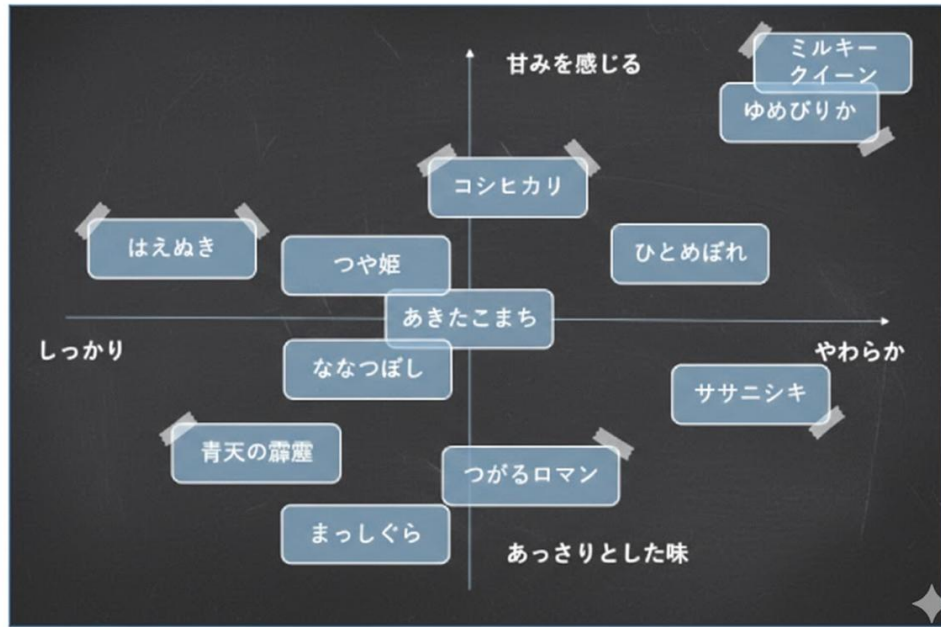 甘みを感じる
ミルキー
クイーン
ゆめぴりか
コシヒカリ
はえぬき
つや姫
ひとめぼれ
あきたこまち
しっかり
やわらか
ななつぼし
ササニシキ
青天の霹靂
つがるロマン
まっしぐら
あっさりとした味